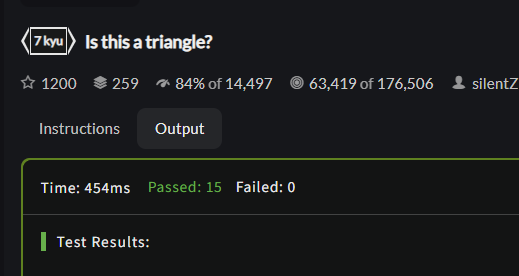 7 kyu Is this a triangle?
1200 259 84% of 14,497 63,419 of 176,506 silentZ
Instructions Output
Time: 454ms Passed: 15 Failed: 0
Test Results: